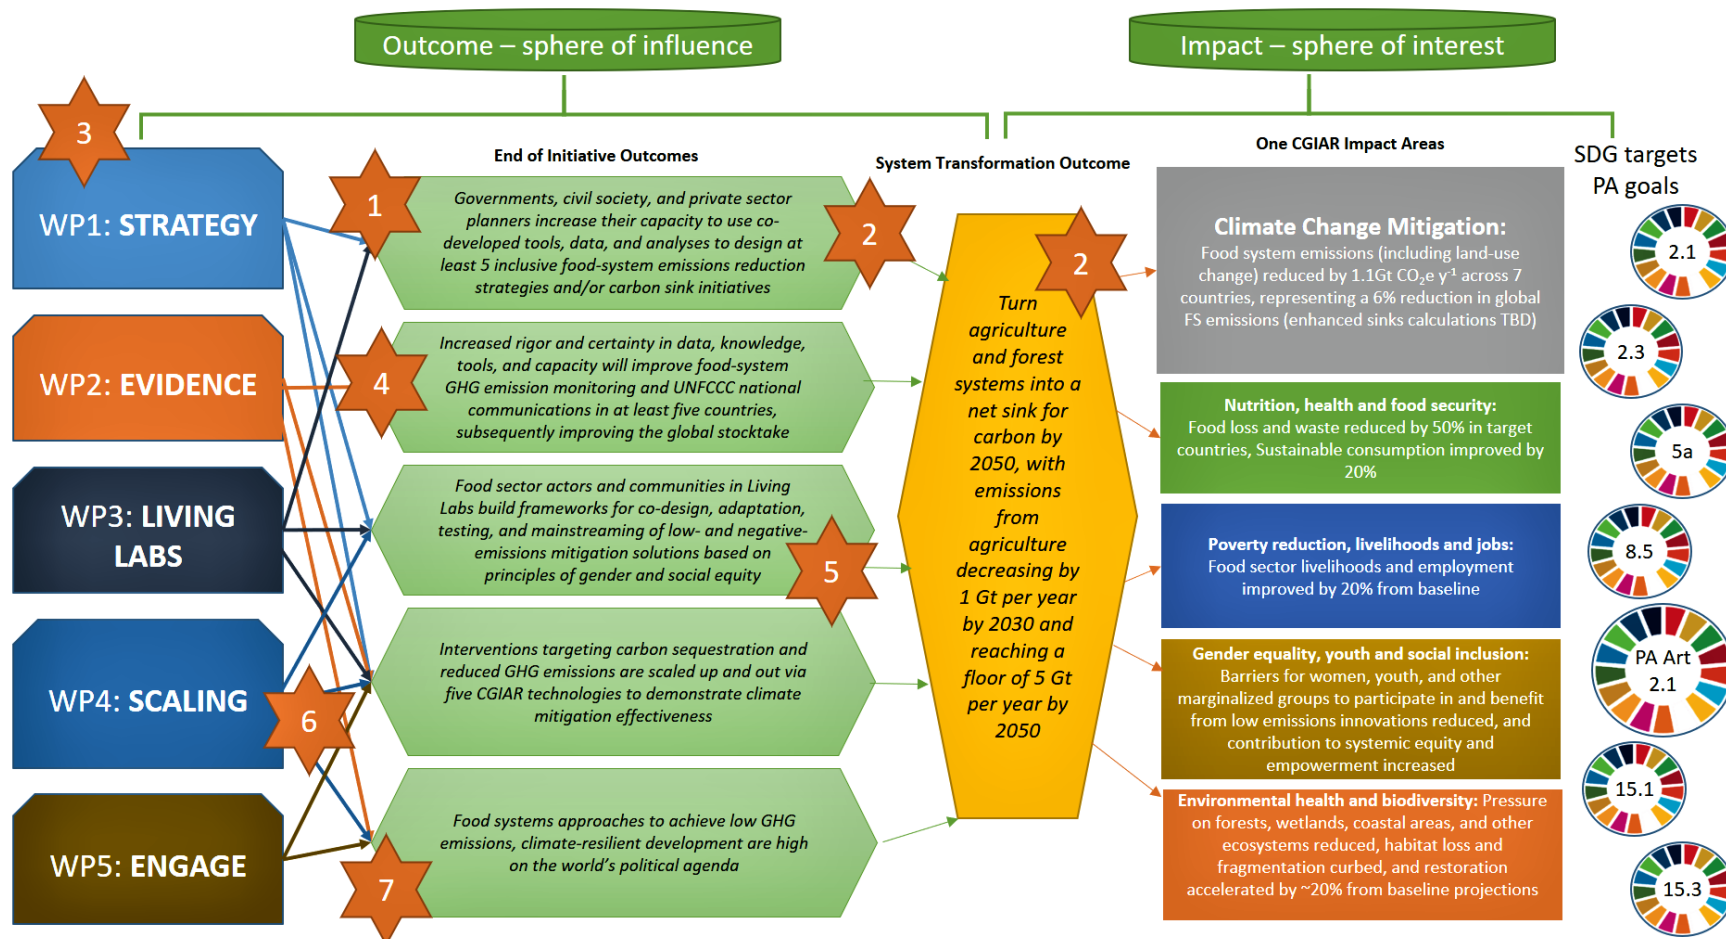 Outcome – sphere of influence
Impact – sphere of interest
3
End of Initiative Outcomes
System Transformation Outcome
One CGIAR Impact Areas
SDG targets
PA goals
WP1: STRATEGY
WP2: EVIDENCE
WP3: LIVING
LABS
WP4: SCALING
WP5: ENGAGE
1
Governments, civil society, and private sector
planners increase their capacity to use co-
developed tools, data, and analyses to design at
least 5 inclusive food-system emissions reduction
strategies and/or carbon sink initiatives
2
4
Increased rigor and certainty in data, knowledge,
tools, and capacity will improve food-system
GHG emission monitoring and UNFCCC national
communications in at least five countries,
subsequently improving the global stocktake
Food sector actors and communities in Living
Labs build frameworks for co-design, adaptation,
testing, and mainstreaming of low- and negative-
emissions mitigation solutions based on
principles of gender and social equity
5
Interventions targeting carbon sequestration and
reduced GHG emissions are scaled up and out via
five CGIAR technologies to demonstrate climate
mitigation effectiveness
6
Food systems approaches to achieve low GHG
emissions, climate-resilient development are high
on the world's political agenda
7
2
Turn
agriculture
and forest
systems into a
net sink for
carbon by
2050, with
emissions
from
agriculture
decreasing by
1 Gt per year
by 2030 and
reaching a
floor of 5 Gt
per year by
2050
Climate Change Mitigation:
Food system emissions (including land-use
change) reduced by 1.1Gt CO₂e y⁻¹ across 7
countries, representing a 6% reduction in global
FS emissions (enhanced sinks calculations TBD)
Nutrition, health and food security:
Food loss and waste reduced by 50% in target
countries, Sustainable consumption improved by
20%
Poverty reduction, livelihoods and jobs:
Food sector livelihoods and employment
improved by 20% from baseline
Gender equality, youth and social inclusion:
Barriers for women, youth, and other
marginalized groups to participate in and benefit
from low emissions innovations reduced, and
contribution to systemic equity and
empowerment increased
Environmental health and biodiversity: Pressure
on forests, wetlands, coastal areas, and other
ecosystems reduced, habitat loss and
fragmentation curbed, and restoration
accelerated by ~20% from baseline projections
2.1
2.3
5a
8.5
PA Art
2.1
15.1
15.3